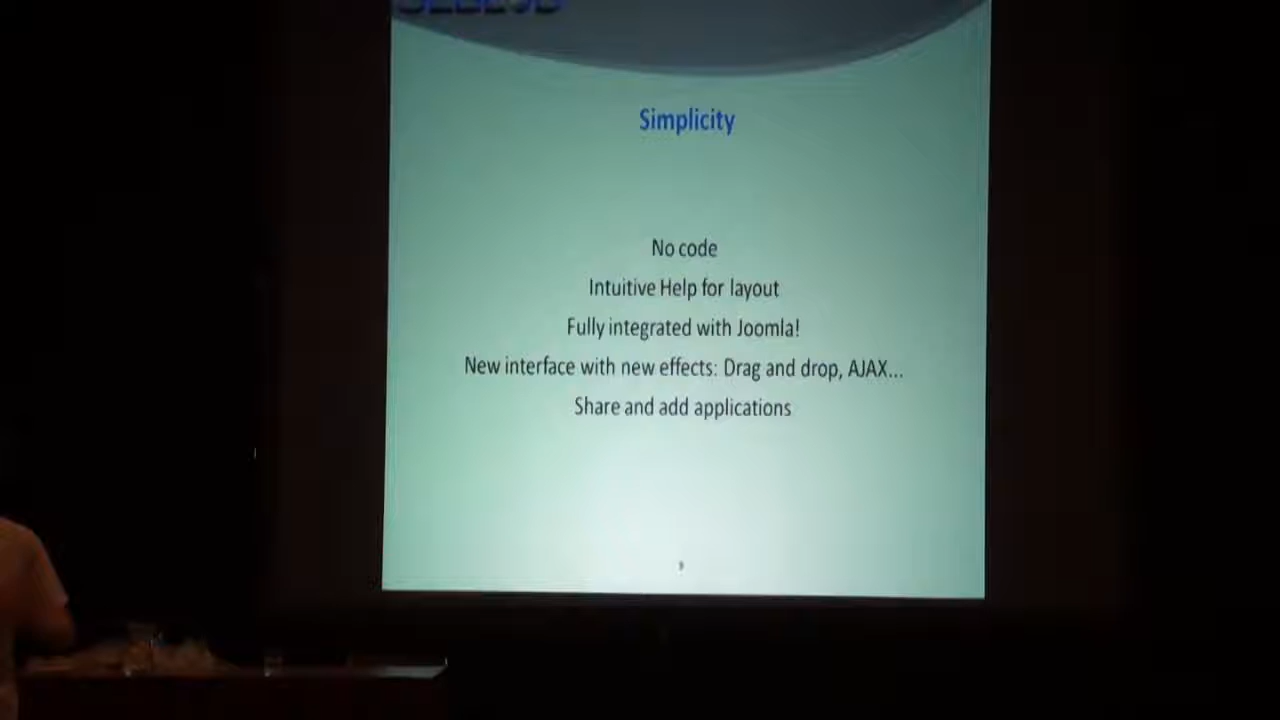 Simplicity
No code
Intuitive Help for layout
Fully integrated with Joomla!
New interface with new effects: Drag and drop, AJAX...
Share and add applications